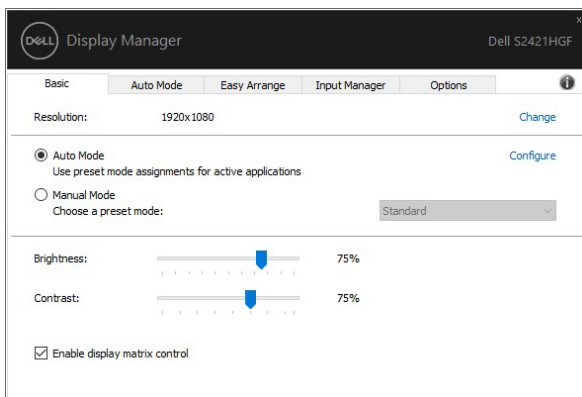 DELL Display Manager Dell S2421HGF
Basic Auto Mode Easy Arrange Input Manager Options
Resolution: 1920x1080 Change
Auto Mode Configure
Use preset mode assignments for active applications
Manual Mode
Choose a preset mode: Standard
Brightness: 75%
Contrast: 75%
Enable display matrix control